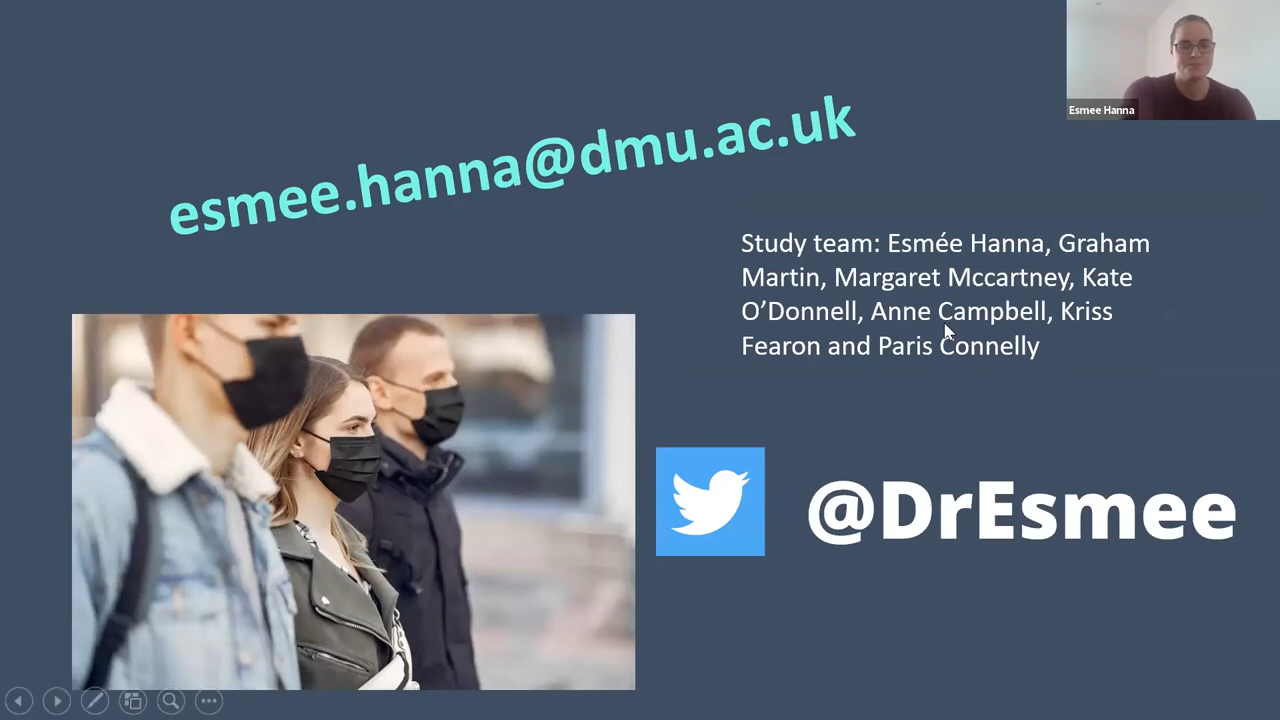 Esmee Hanna
esmee.hanna@dmu.ac.uk
Study team: Esmée Hanna, Graham
Martin, Margaret Mccartney, Kate
O’Donnell, Anne Campbell, Kriss
Fearon and Paris Connelly
@DrEsmee